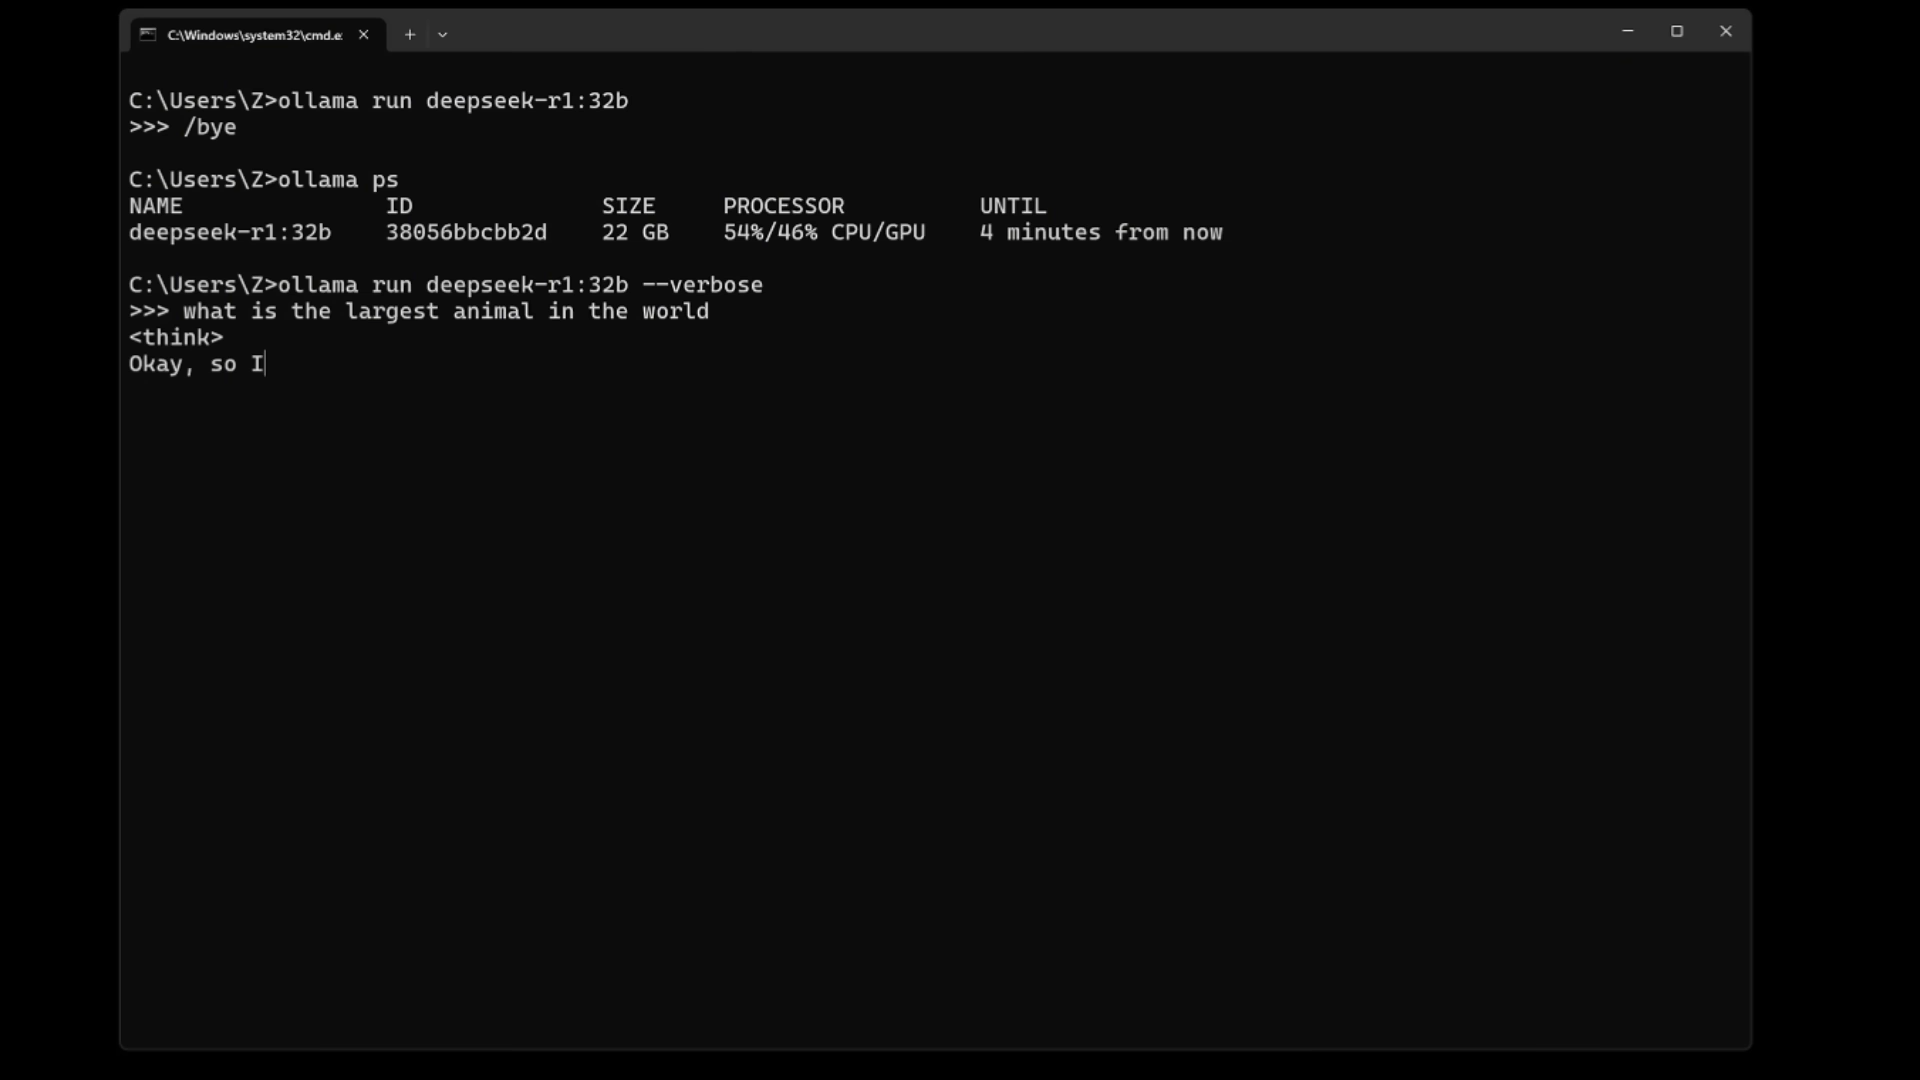 C:\Windows\system32\cmd.e
C:\Users\Z>ollama run deepseek-r1:32b
>>> /bye
C:\Users\Z>ollama ps
NAME ID SIZE PROCESSOR UNTIL
deepseek-r1:32b 38056bbcbb2d 22 GB 54%/46% CPU/GPU 4 minutes from now
C:\Users\Z>ollama run deepseek-r1:32b --verbose
>>> what is the largest animal in the world
<think>
Okay, so I